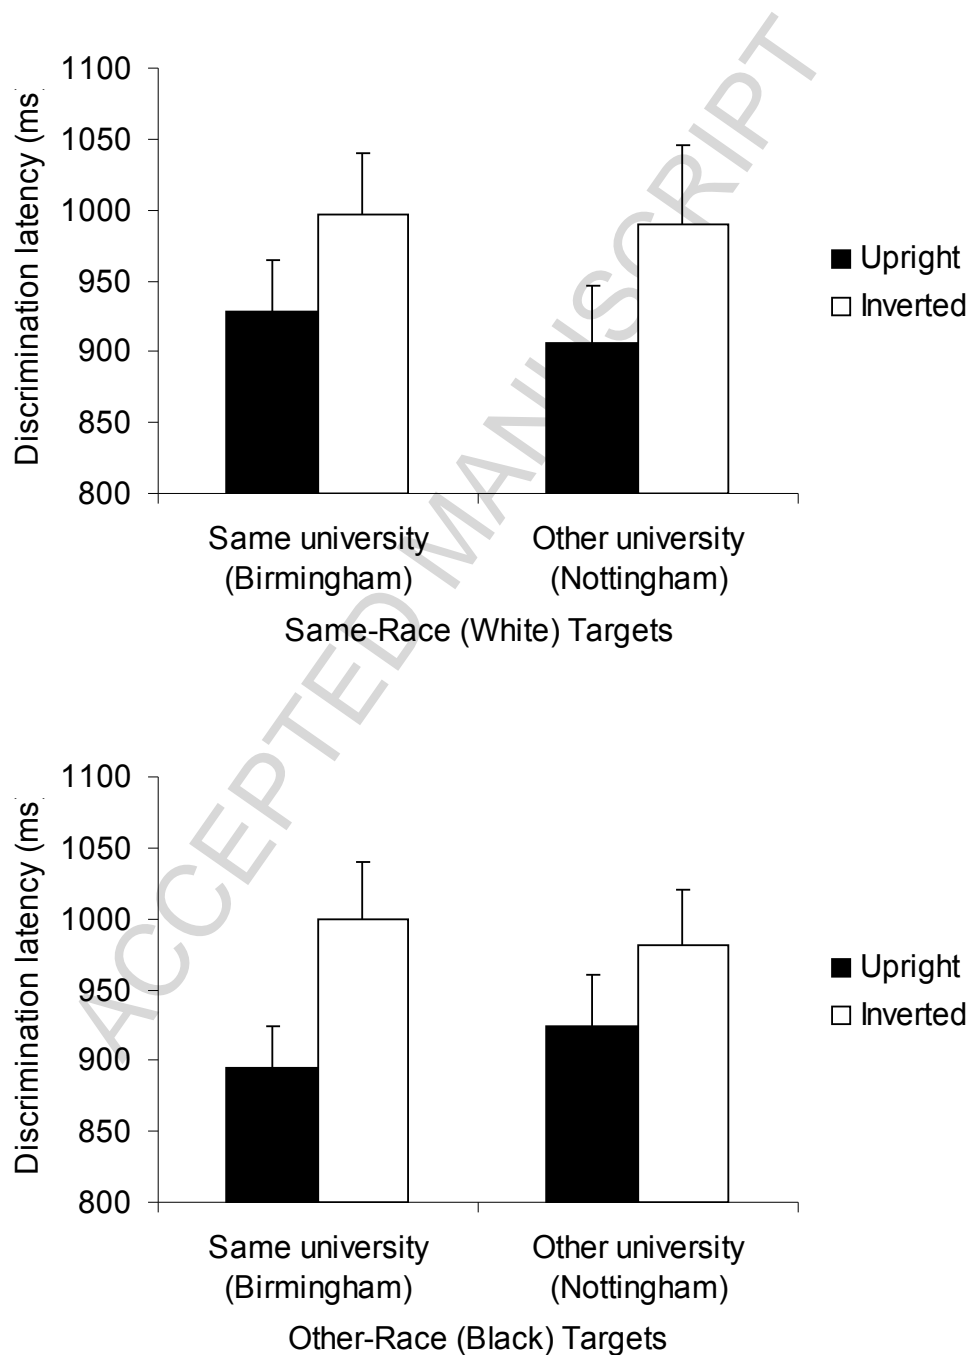 1100
1050
1000
950
900
850
800
Discrimination latency (ms
Upright
Inverted
Same university
(Birmingham)
Other university
(Nottingham)
Same-Race (White) Targets
ACCEPTED MANUSCRIPT
1100
1050
1000
950
900
850
800
Discrimination latency (ms
Upright
Inverted
Same university
(Birmingham)
Other university
(Nottingham)
Other-Race (Black) Targets